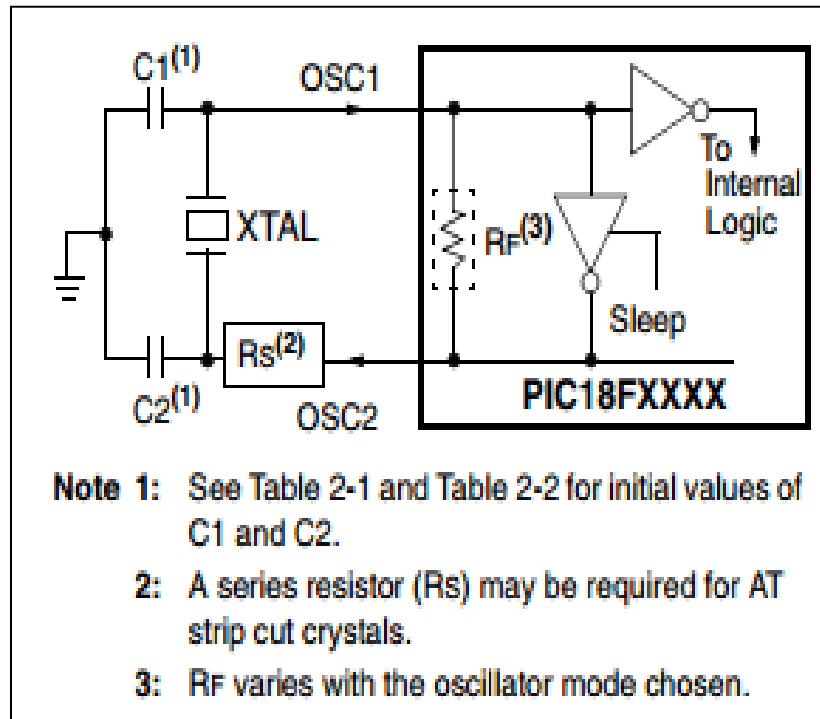 C1(1)
OSC1
To
Internal
Logic
XTAL
RF(3)
Sleep
RS(2)
C2(1)
OSC2
PIC18FXXXX
Note 1: See Table 2-1 and Table 2-2 for initial values of
C1 and C2.
2: A series resistor (RS) may be required for AT
strip cut crystals.
3: RF varies with the oscillator mode chosen.